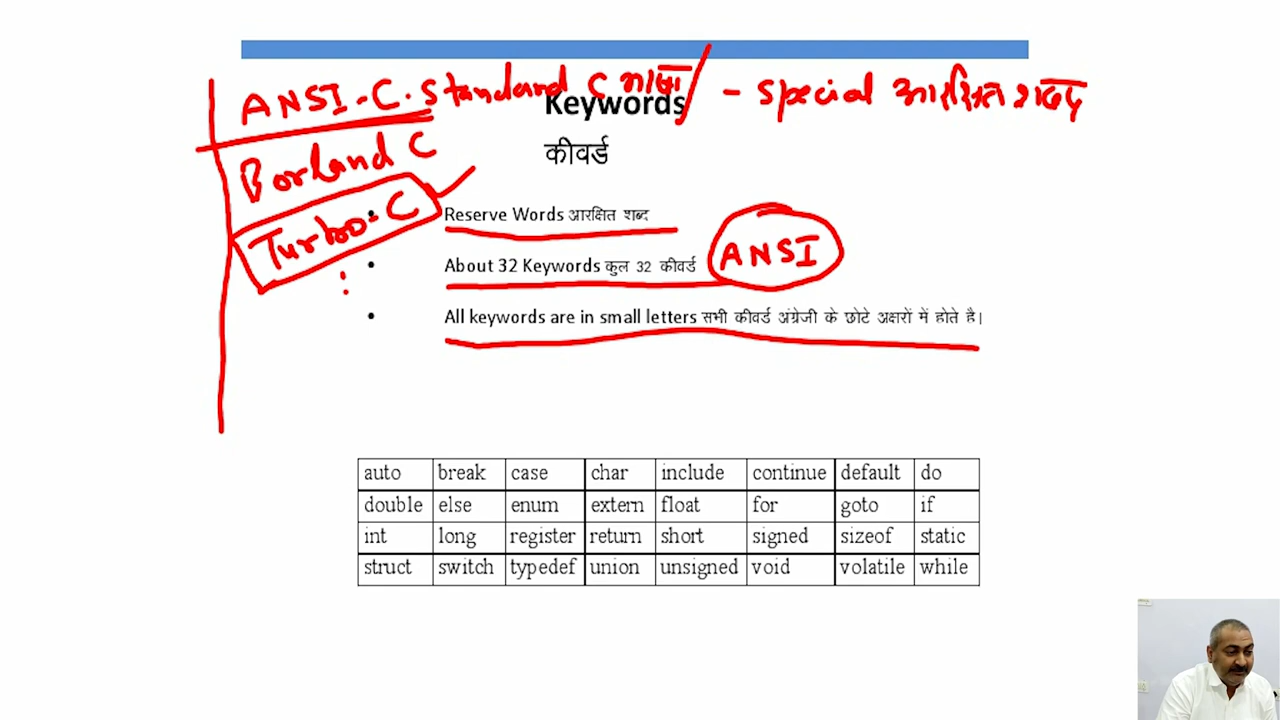 ANSI - C. Standard C भाषा / - special आरक्षित शब्द
Keywords
Borland C
कीवर्ड
Turbo-C
Reserve Words आरक्षित शब्द
About 32 Keywords कुल 32 कीवर्ड ANSI
All keywords are in small letters सभी कीवर्ड अंग्रेजी के छोटे अक्षरों में होते है।
auto break case char include continue default do
double else enum extern float for goto if
int long register return short signed sizeof static
struct switch typedef union unsigned void volatile while